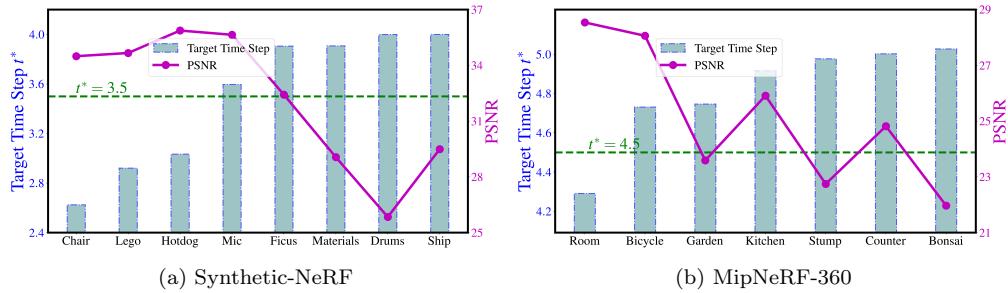 Target Time Step t*
4.0
3.6
3.2
2.8
2.4
t* = 3.5
Target Time Step
PSNR
37
34
31
28
25
PSNR
Chair Lego Hotdog Mic Ficus Materials Drums Ship
(a) Synthetic-NeRF
Target Time Step t*
5.0
4.8
4.6
4.4
4.2
t* = 4.5
Target Time Step
PSNR
29
27
25
23
21
PSNR
Room Bicycle Garden Kitchen Stump Counter Bonsai
(b) MipNeRF-360